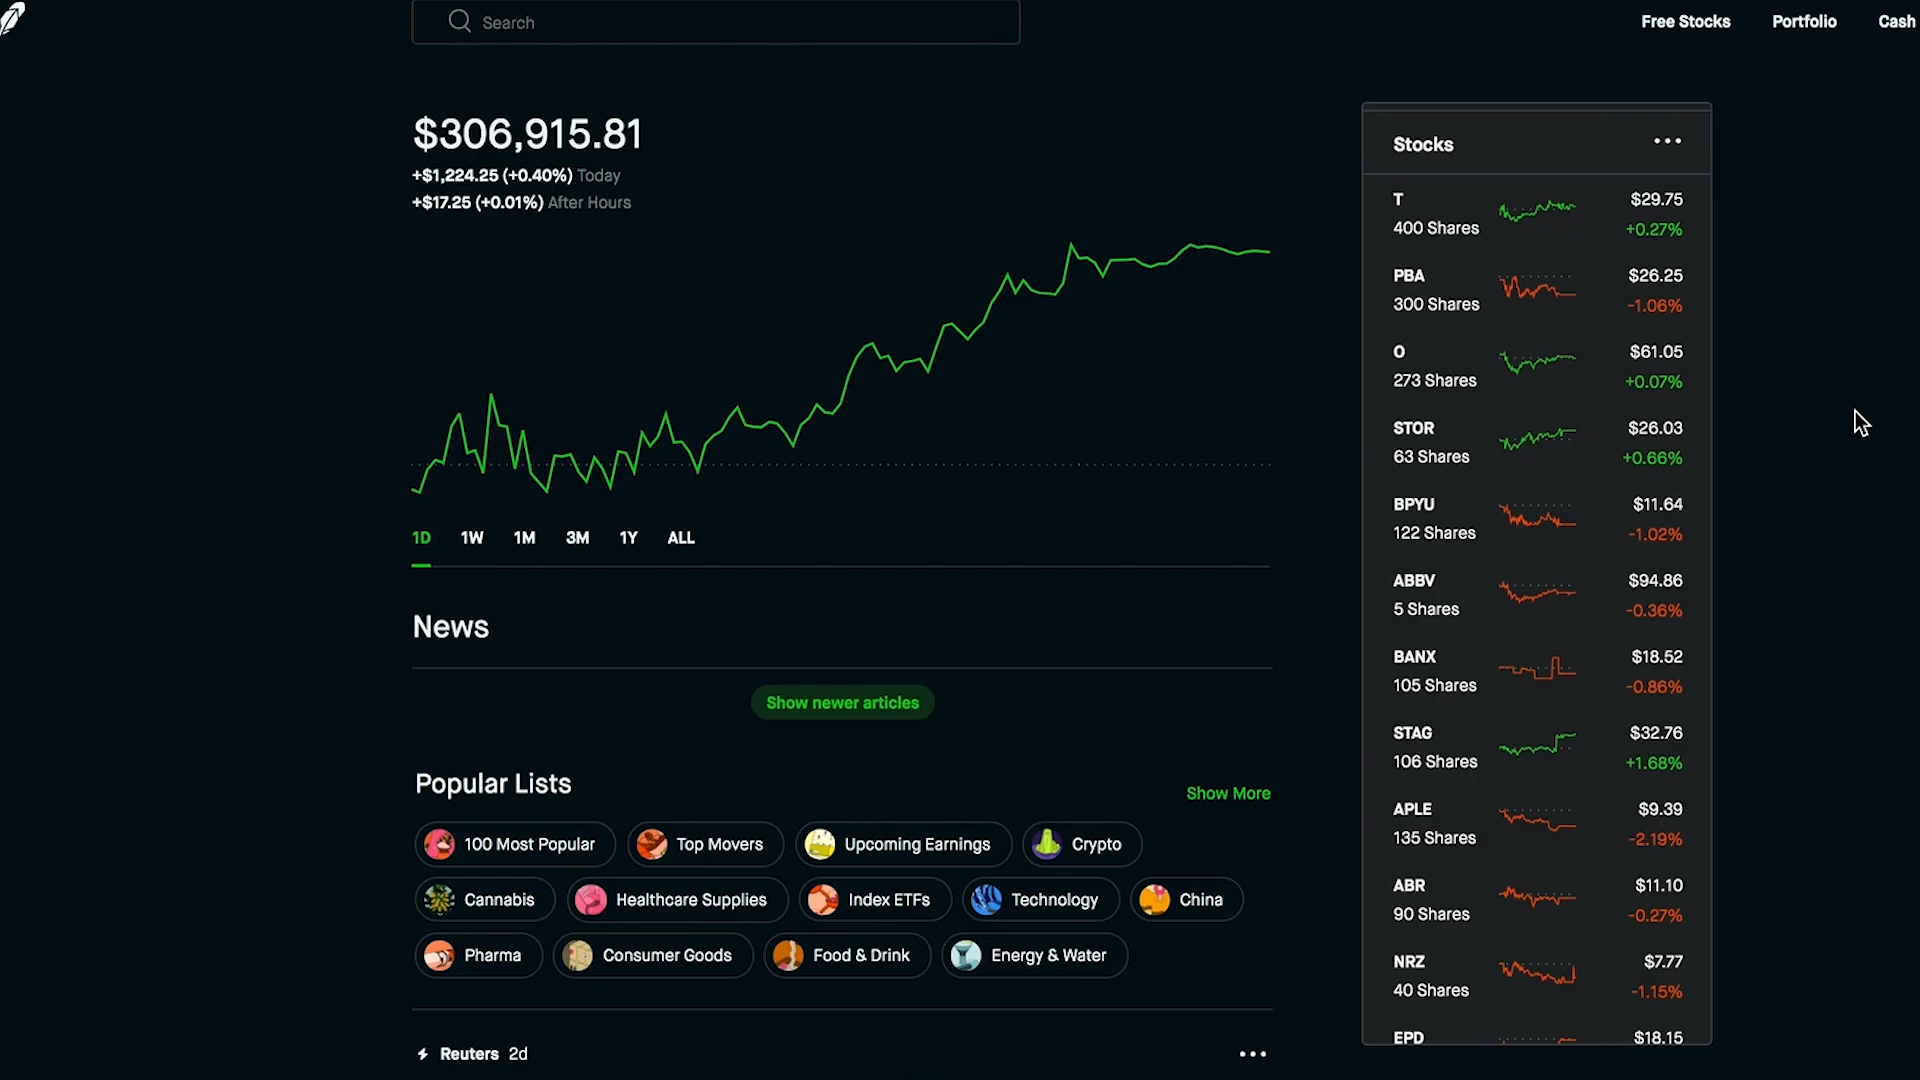 Search
Free Stocks
Portfolio
Cash
$306,915.81
+$1,224.25 (+0.40%) Today
+$17.25 (+0.01%) After Hours
1D 1W 1M 3M 1Y ALL
News
Show newer articles
Popular Lists
Show More
100 Most Popular
Top Movers
Upcoming Earnings
Crypto
Cannabis
Healthcare Supplies
Index ETFs
Technology
China
Pharma
Consumer Goods
Food & Drink
Energy & Water
Reuters 2d
Stocks
T $29.75
400 Shares +0.27%
PBA $26.25
300 Shares -1.06%
O $61.05
273 Shares +0.07%
STOR $26.03
63 Shares +0.66%
BPYU $11.64
122 Shares -1.02%
ABBV $94.86
5 Shares -0.36%
BANX $18.52
105 Shares -0.86%
STAG $32.76
106 Shares +1.68%
APLE $9.39
135 Shares -2.19%
ABR $11.10
90 Shares -0.27%
NRZ $7.77
40 Shares -1.15%
EPD $18.15